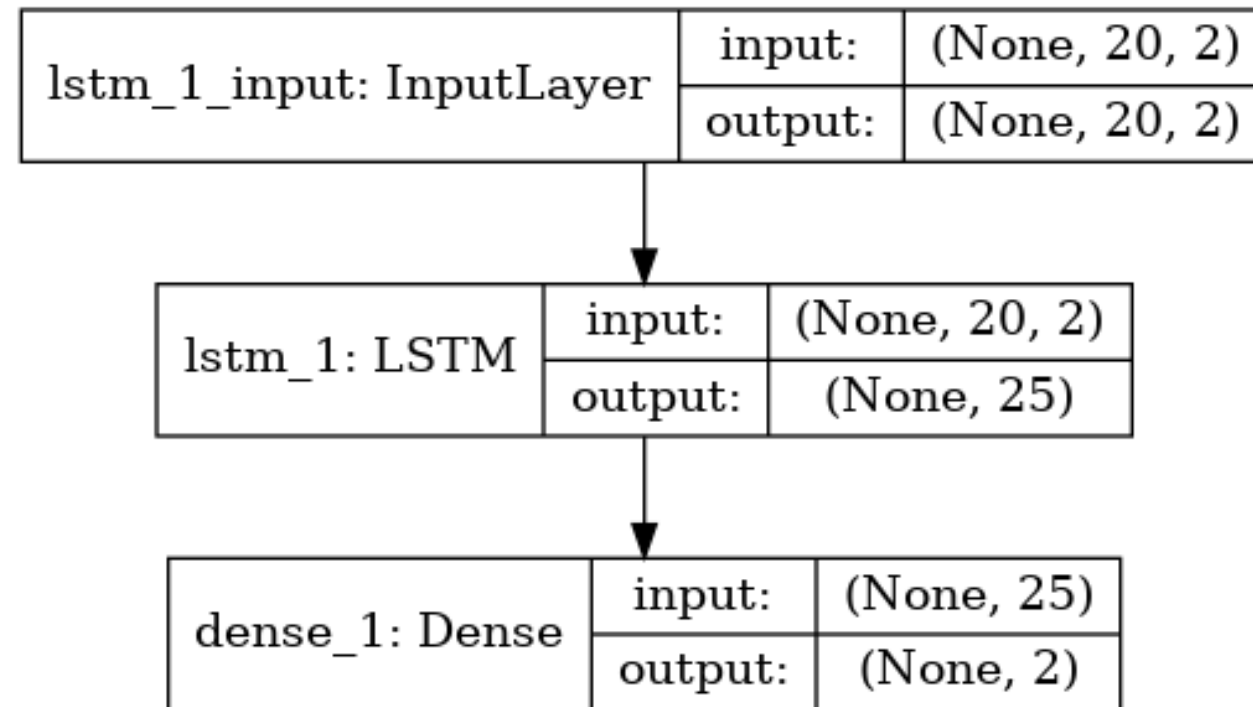 lstm_1_input: InputLayer
input: (None, 20, 2)
output: (None, 20, 2)
lstm_1: LSTM
input: (None, 20, 2)
output: (None, 25)
dense_1: Dense
input: (None, 25)
output: (None, 2)